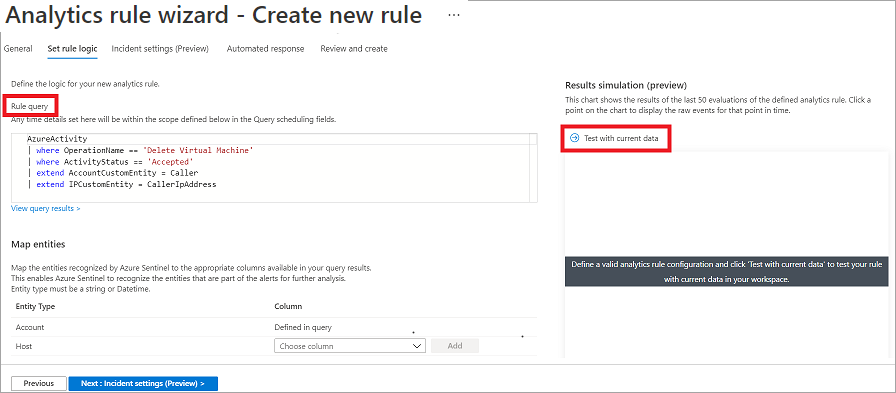 Analytics rule wizard - Create new rule ...
General Set rule logic Incident settings (Preview) Automated response Review and create
Define the logic for your new analytics rule.
Rule query
Any time details set here will be within the scope defined below in the Query scheduling fields.
AzureActivity
| where OperationName == 'Delete Virtual Machine'
| where ActivityStatus == 'Accepted'
| extend AccountCustomEntity = Caller
| extend IPCustomEntity = CallerIpAddress
View query results >
Map entities
Map the entities recognized by Azure Sentinel to the appropriate columns available in your query results.
This enables Azure Sentinel to recognize the entities that are part of the alerts for further analysis.
Entity type must be a string or Datetime.
Entity Type Column
Account Defined in query
Host Choose column Add
Results simulation (preview)
This chart shows the results of the last 50 evaluations of the defined analytics rule. Click a
point on the chart to display the raw events for that point in time.
Test with current data
Define a valid analytics rule configuration and click 'Test with current data' to test your rule
with current data in your workspace.
Previous Next : Incident settings (Preview) >